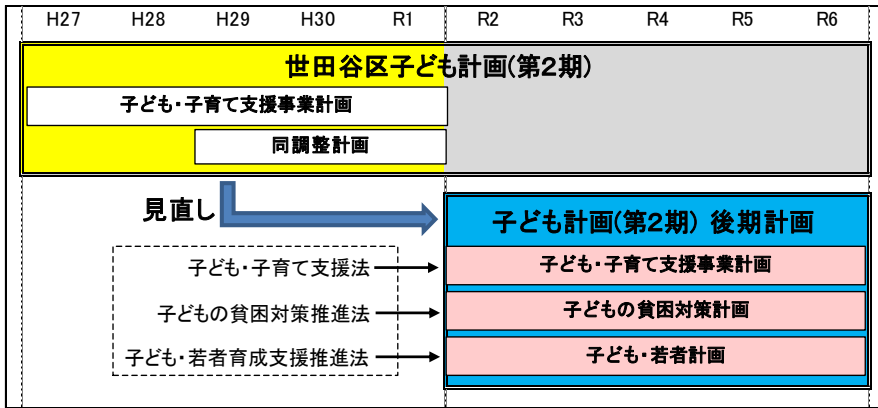 H27 H28 H29 H30 R1 R2 R3 R4 R5 R6
世田谷区子ども計画(第2期)
子ども・子育て支援事業計画
同調整計画
見直し
子ども計画(第2期) 後期計画
子ども・子育て支援法
子ども・子育て支援事業計画
子どもの貧困対策推進法
子どもの貧困対策計画
子ども・若者育成支援推進法
子ども・若者計画